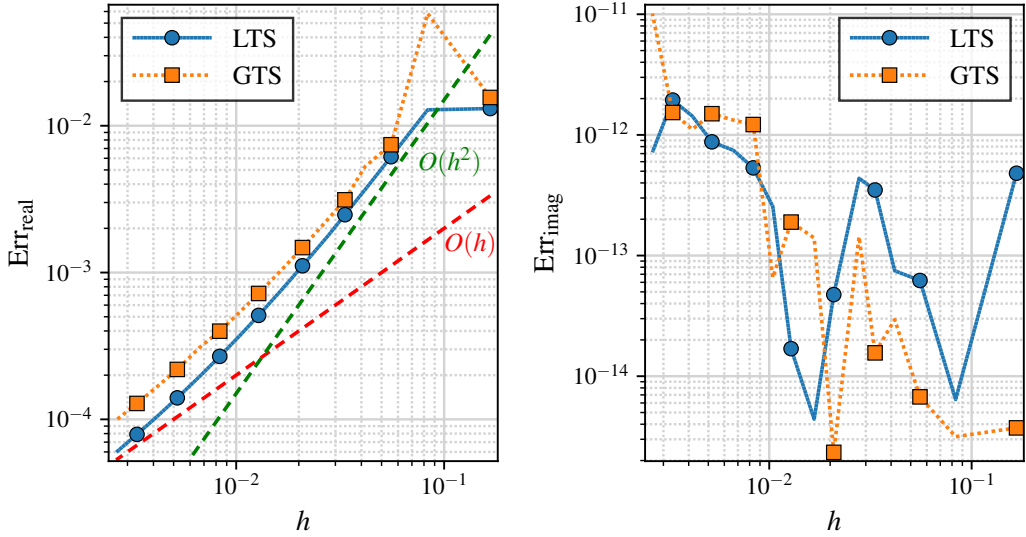 LTS
GTS
10⁻²
10⁻³
10⁻⁴
Err_real
O(h²)
O(h)
10⁻²
10⁻¹
h
LTS
GTS
10⁻¹¹
10⁻¹²
10⁻¹³
10⁻¹⁴
Err_imag
10⁻²
10⁻¹
h